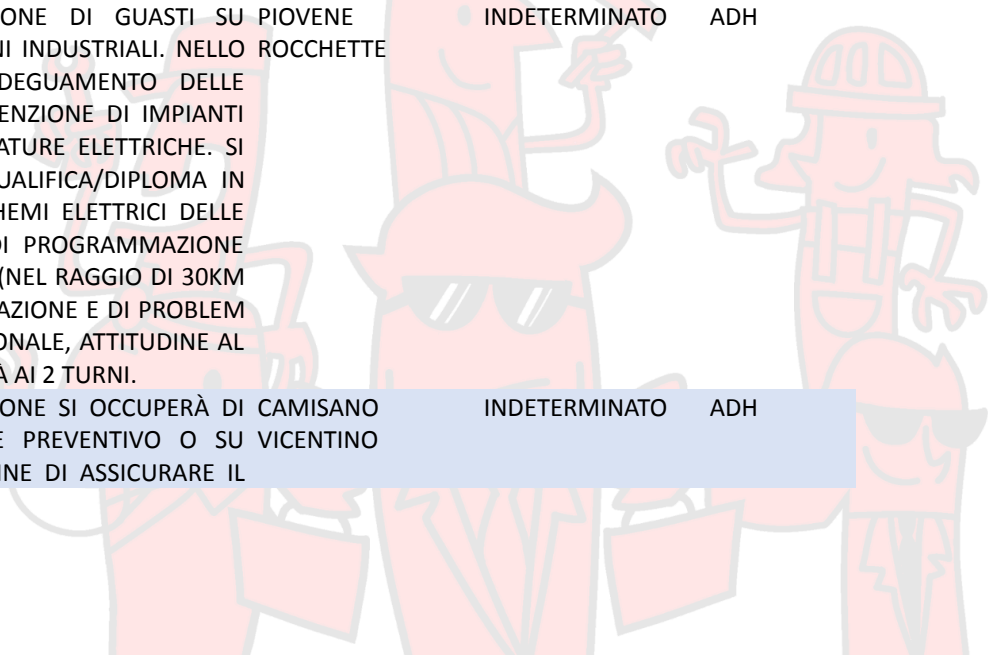 ONE DI GUASTI SU PIOVENE INDETERMINATO ADH
NI INDUSTRIALI. NELLO ROCCHETTE
DEGUAMENTO DELLE
ENZIONE DI IMPIANTI
ATURE ELETTRICHE. SI
UALIFICA/DIPLOMA IN
HEMI ELETTRICI DELLE
DI PROGRAMMAZIONE
(NEL RAGGIO DI 30KM
AZIONE E DI PROBLEM
ONALE, ATTITUDINE AL
À AI 2 TURNI.
ONE SI OCCUPERÀ DI CAMISANO INDETERMINATO ADH
E PREVENTIVO O SU VICENTINO
INE DI ASSICURARE IL